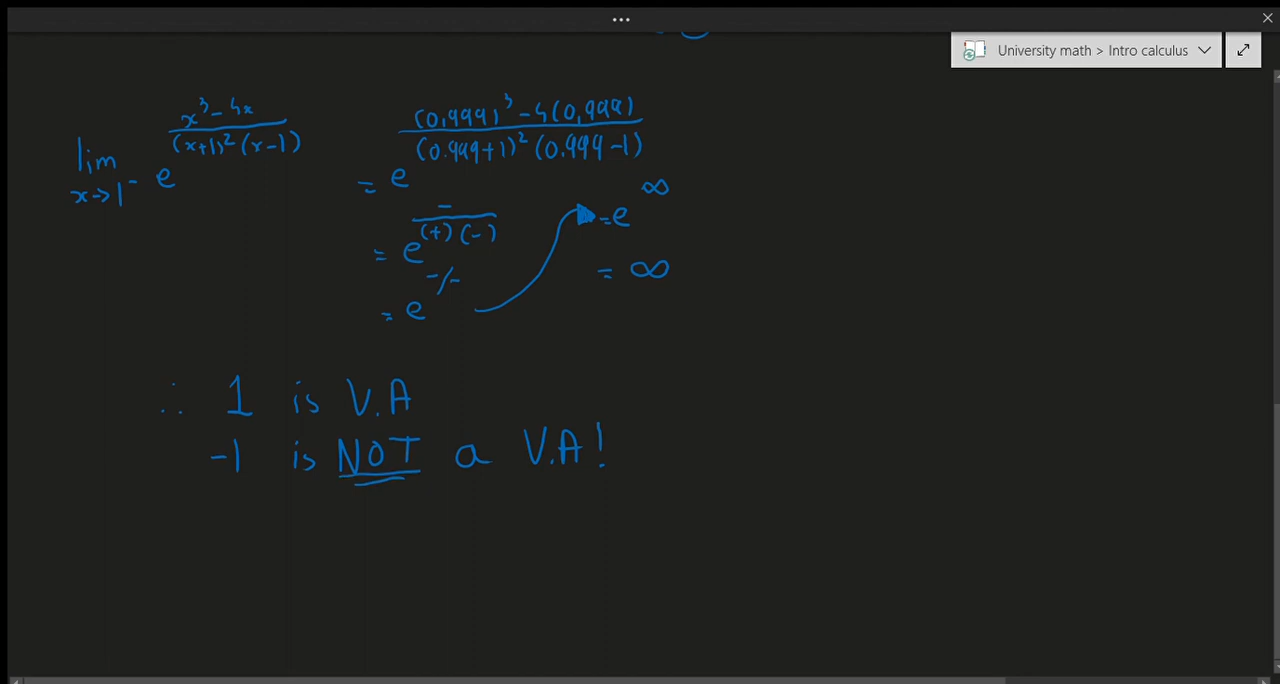 University math > Intro calculus
lim x→1⁻ e^((x³-4x)/((x+1)²(x-1))) = e^(((0,999)³-4(0,999))/((0.999+1)²(0.999-1)))
= e^(-/((+)(-)))
= e^(-/-)
= e^∞
= ∞
∴ 1 is V.A
-1 is NOT a V.A!